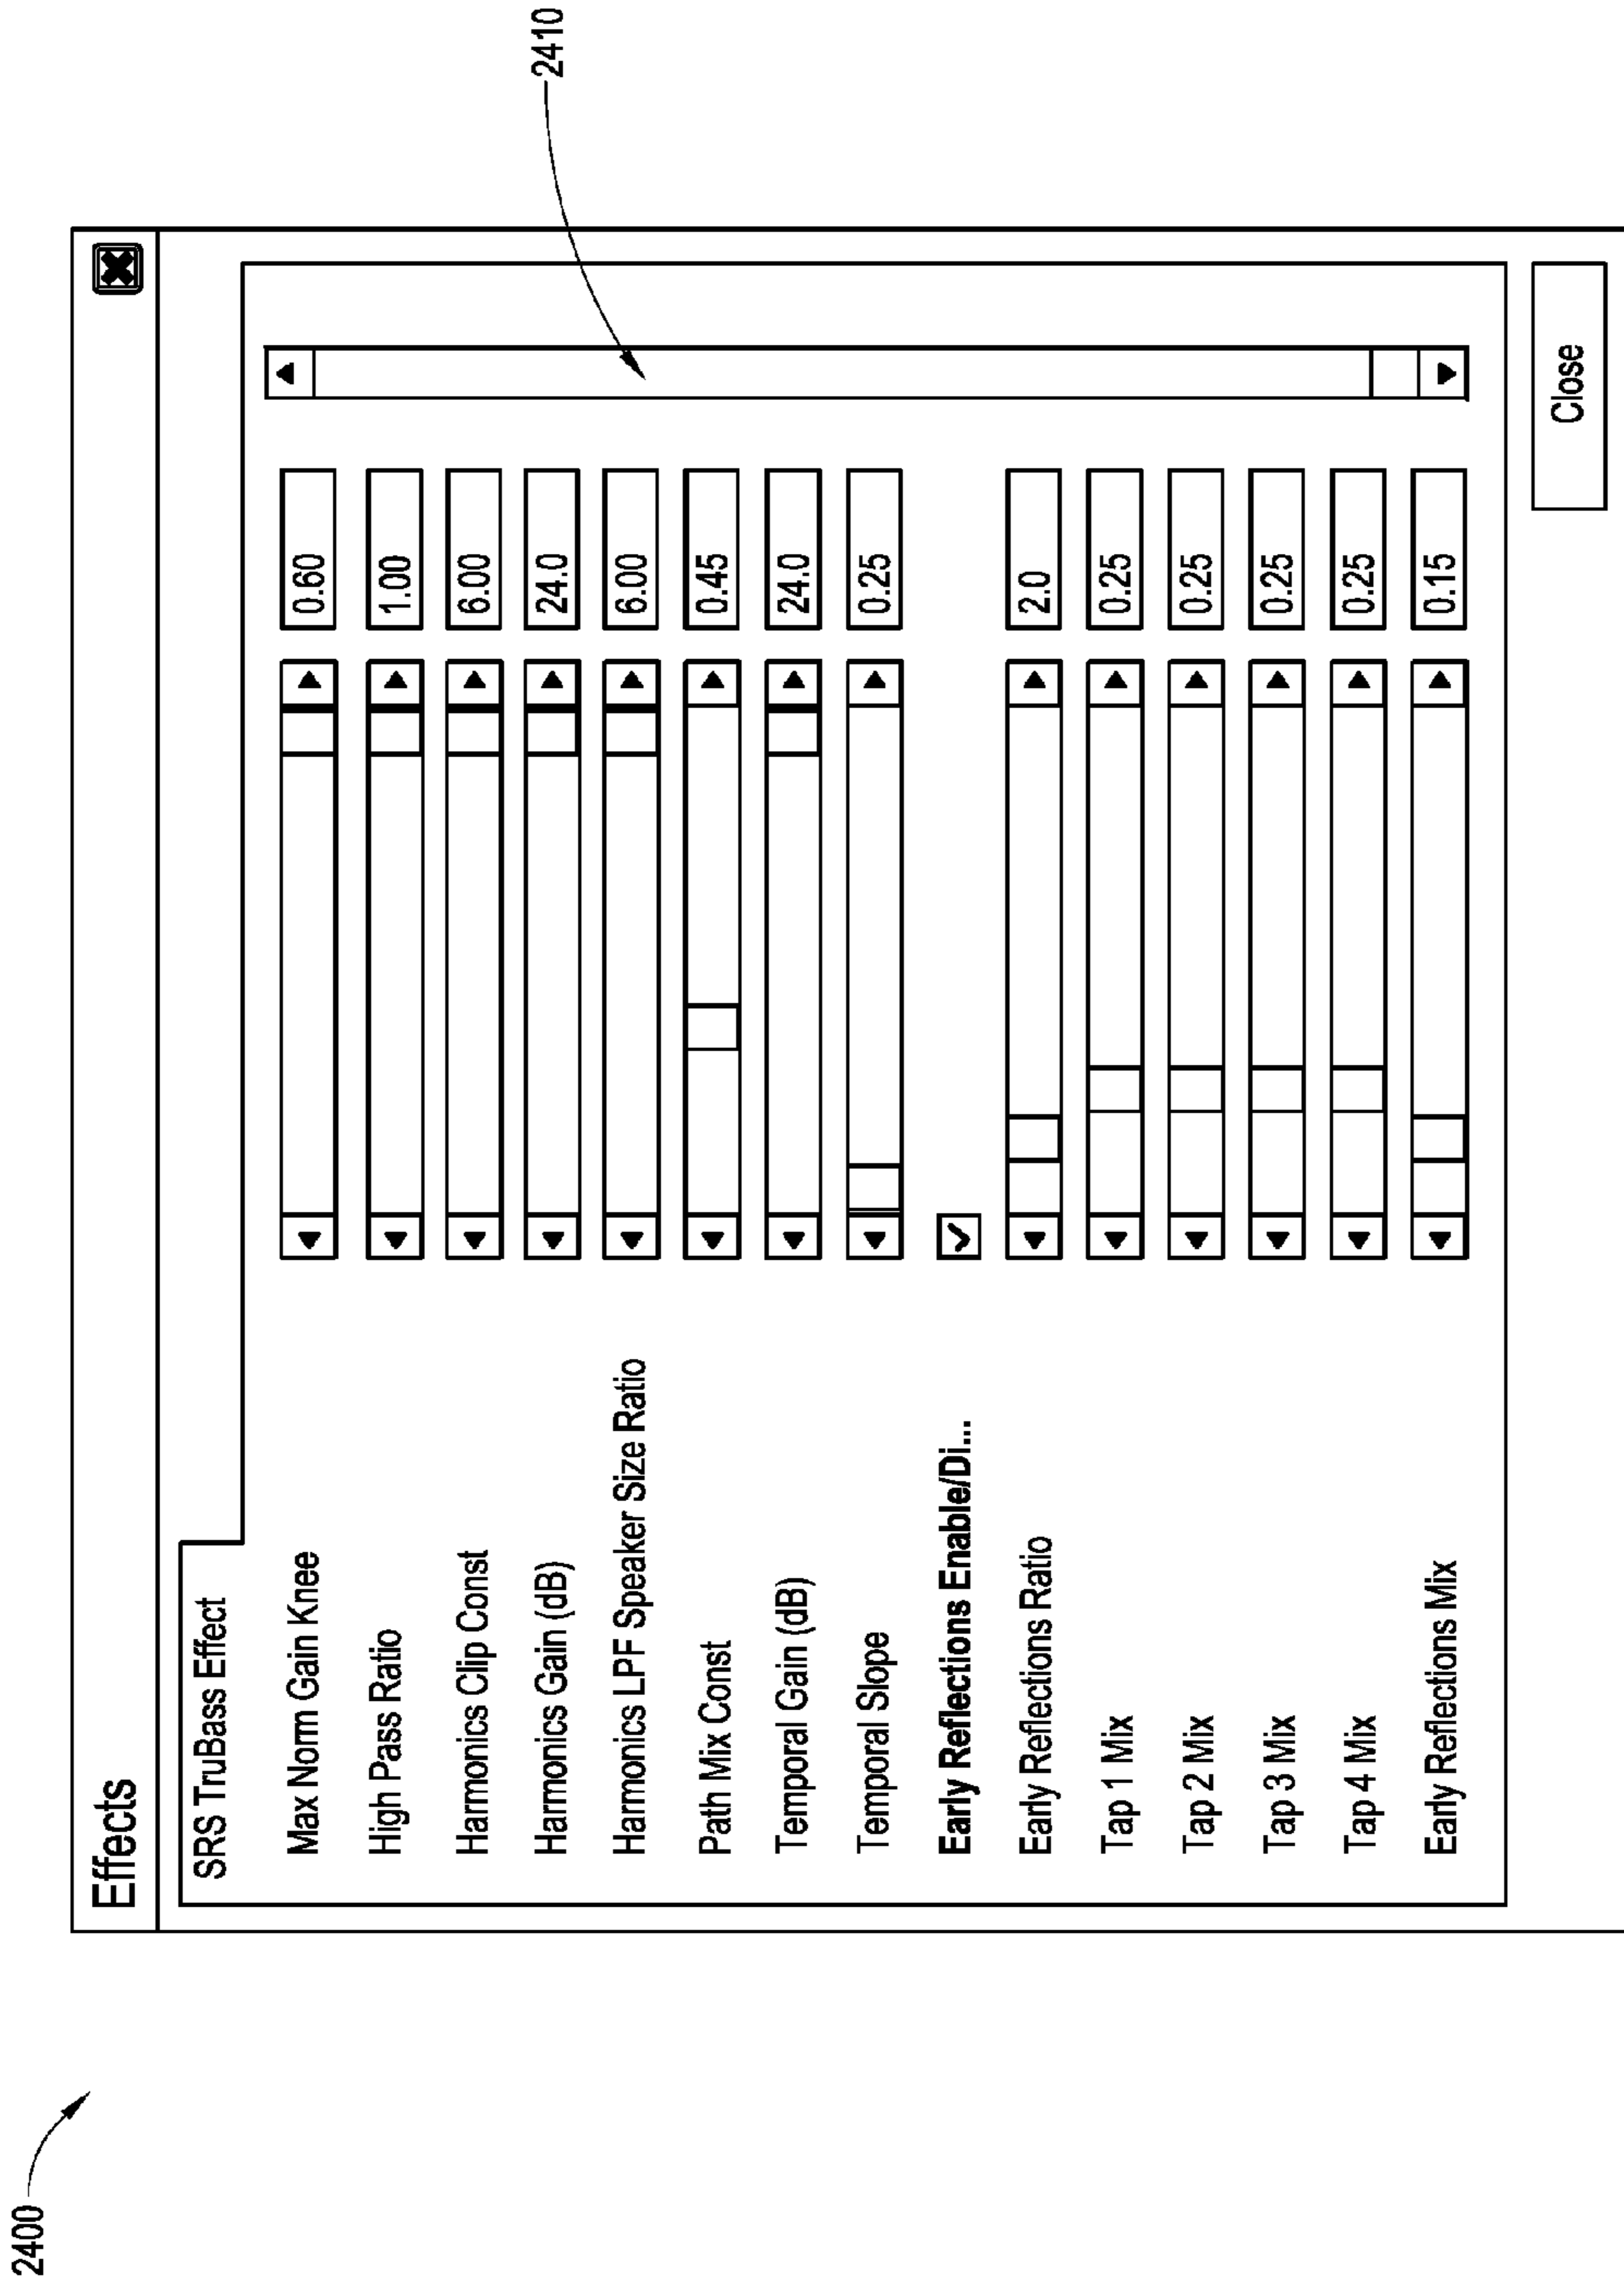 2400
Effects
SRS TruBass Effect
Max Norm Gain Knee 0.60
High Pass Ratio 1.00
Harmonics Clip Const 6.00
Harmonics Gain (dB) 24.0
Harmonics LPF Speaker Size Ratio 6.00
Path Mix Const 0.45
Temporal Gain (dB) 24.0
Temporal Slope 0.25
Early Reflections Enable/Di...
Early Reflections Ratio 2.0
Tap 1 Mix 0.25
Tap 2 Mix 0.25
Tap 3 Mix 0.25
Tap 4 Mix 0.25
Early Reflections Mix 0.15
Close
2410